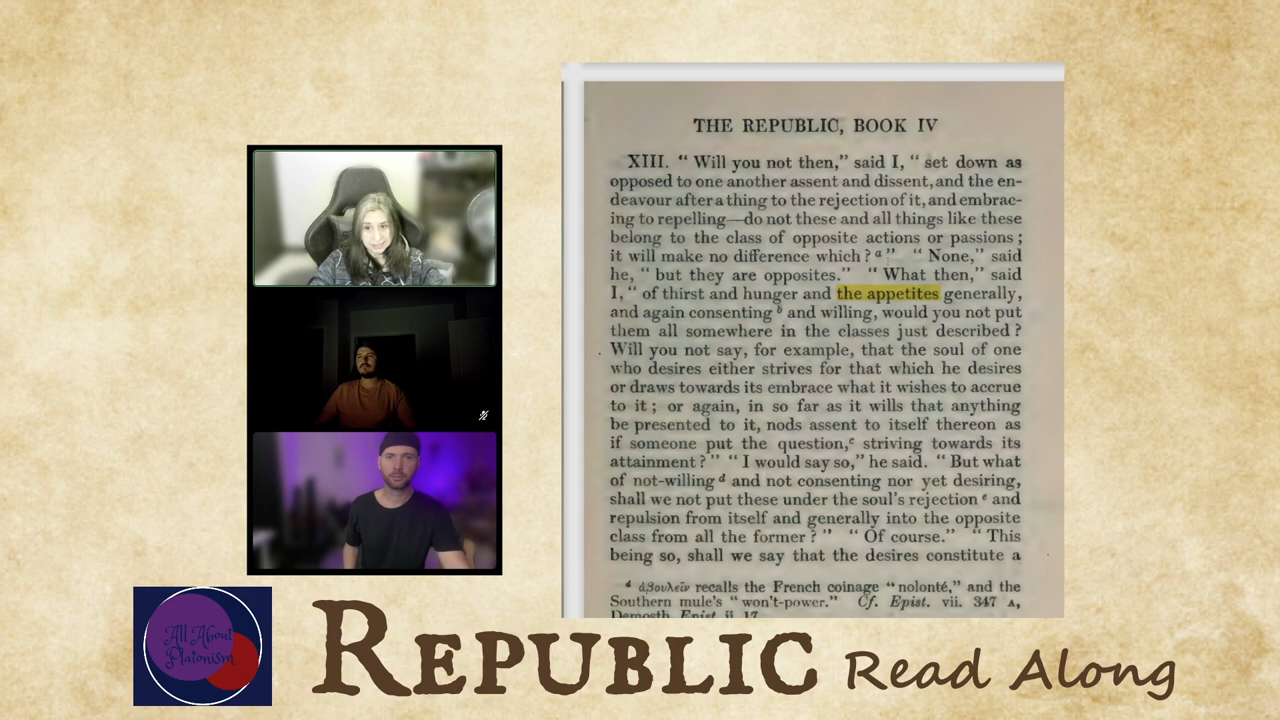 THE REPUBLIC, BOOK IV
XIII. “ Will you not then,” said I, “ set down as
opposed to one another assent and dissent, and the en-
deavour after a thing to the rejection of it, and embrac-
ing to repelling—do not these and all things like these
belong to the class of opposite actions or passions ;
it will make no difference which ? ᵃ ” “ None,” said
he, “ but they are opposites.” “ What then,” said
I, “ of thirst and hunger and the appetites generally,
and again consenting ᵇ and willing, would you not put
them all somewhere in the classes just described ?
Will you not say, for example, that the soul of one
who desires either strives for that which he desires
or draws towards its embrace what it wishes to accrue
to it ; or again, in so far as it wills that anything
be presented to it, nods assent to itself thereon as
if someone put the question,ᶜ striving towards its
attainment ? ” “ I would say so,” he said. “ But what
of not-willing ᵈ and not consenting nor yet desiring,
shall we not put these under the soul’s rejection ᵉ and
repulsion from itself and generally into the opposite
class from all the former ? ” “ Of course.” “ This
being so, shall we say that the desires constitute a
ᵈ ἀβουλεῖν recalls the French coinage “ nolonté,” and the
Southern mule’s “ won’t-power.” Cf. Epist. vii. 347 A,
Demosth. Epist. ii. 17.
All About
Platonism
REPUBLIC Read Along